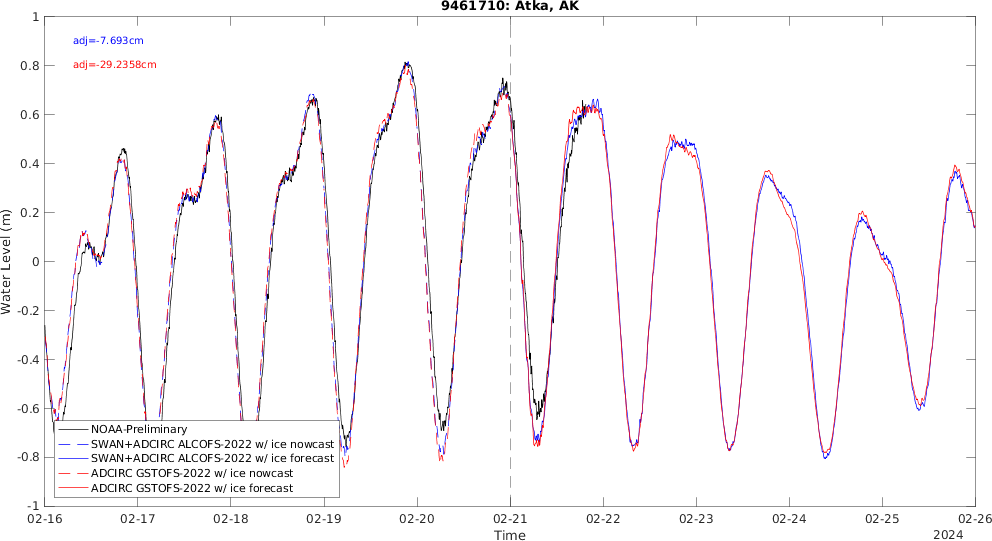 9461710: Atka, AK
adj=-7.693cm
adj=-29.2358cm
Water Level (m)
1
0.8
0.6
0.4
0.2
0
-0.2
-0.4
-0.6
-0.8
-1
NOAA-Preliminary
SWAN+ADCIRC ALCOFS-2022 w/ ice nowcast
SWAN+ADCIRC ALCOFS-2022 w/ ice forecast
ADCIRC GSTOFS-2022 w/ ice nowcast
ADCIRC GSTOFS-2022 w/ ice forecast
02-16 02-17 02-18 02-19 02-20 02-21 02-22 02-23 02-24 02-25 02-26
Time
2024